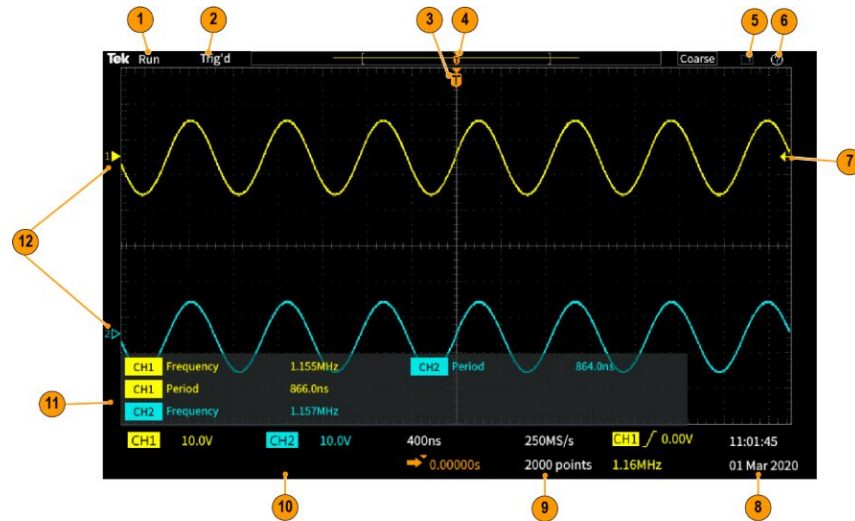 1 2 3 4 5 6
Tek Run Trig'd T Coarse ?
T
1
7
12
2
CH1 Frequency 1.155MHz CH2 Period 864.0ns
CH1 Period 866.0ns
CH2 Frequency 1.157MHz
11
CH1 10.0V CH2 10.0V 400ns 250MS/s CH1 0.00V 11:01:45
0.00000s 2000 points 1.16MHz 01 Mar 2020
10 9 8